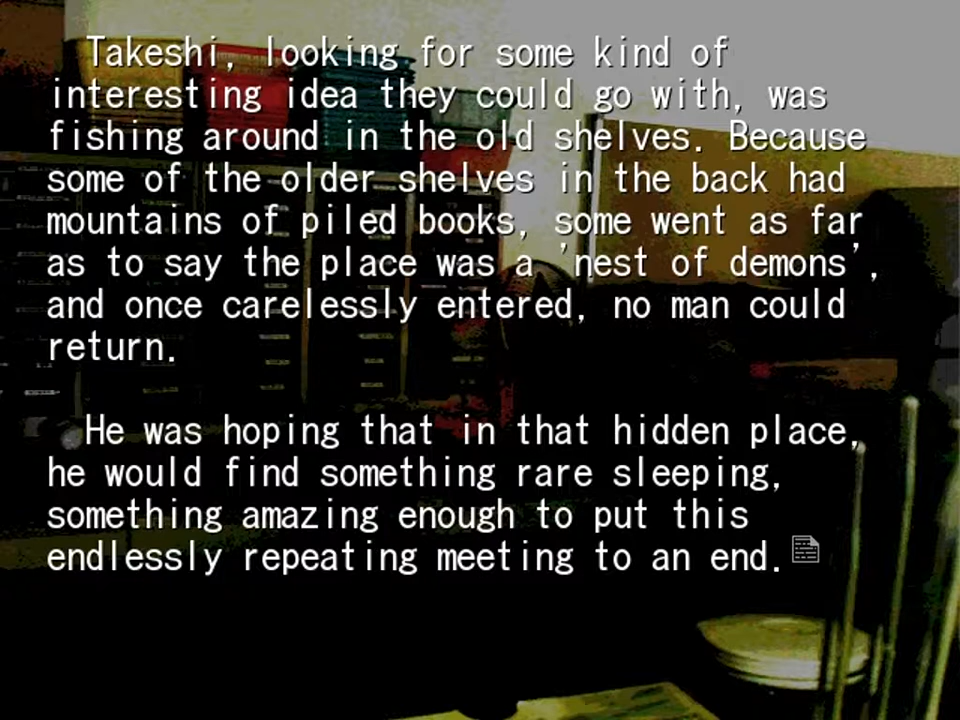 Takeshi, looking for some kind of
interesting idea they could go with, was
fishing around in the old shelves. Because
some of the older shelves in the back had
mountains of piled books, some went as far
as to say the place was a 'nest of demons',
and once carelessly entered, no man could
return.
He was hoping that in that hidden place,
he would find something rare sleeping,
something amazing enough to put this
endlessly repeating meeting to an end.